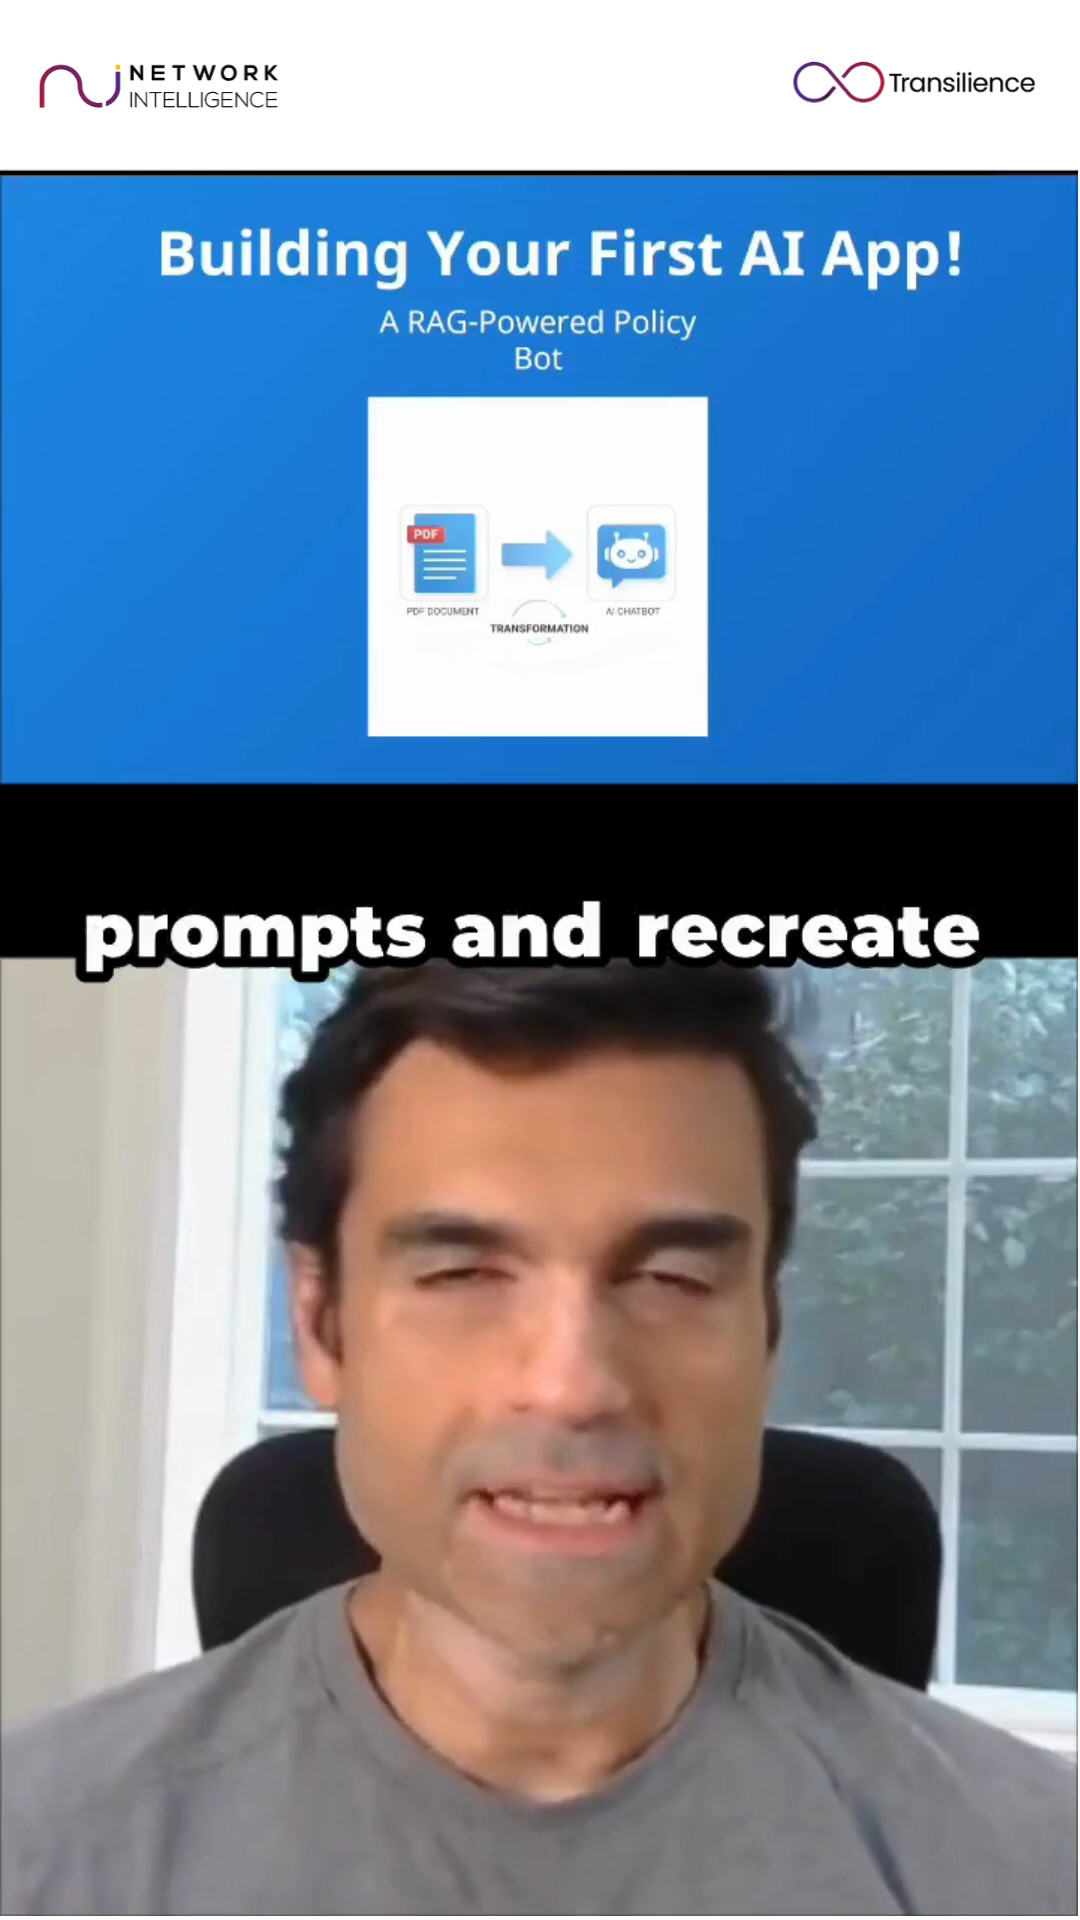 NETWORK
INTELLIGENCE
Transilience
Building Your First AI App!
A RAG-Powered Policy
Bot
PDF
PDF DOCUMENT
AI CHATBOT
TRANSFORMATION
prompts and recreate